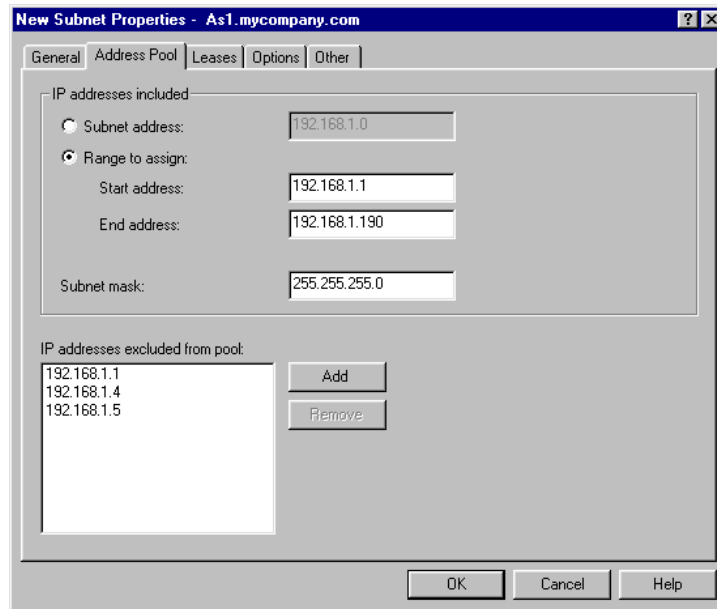 New Subnet Properties - As1.mycompany.com
General Address Pool Leases Options Other
IP addresses included
Subnet address: 192.168.1.0
Range to assign:
Start address: 192.168.1.1
End address: 192.168.1.190
Subnet mask: 255.255.255.0
IP addresses excluded from pool:
192.168.1.1
192.168.1.4
192.168.1.5
Add
Remove
OK Cancel Help